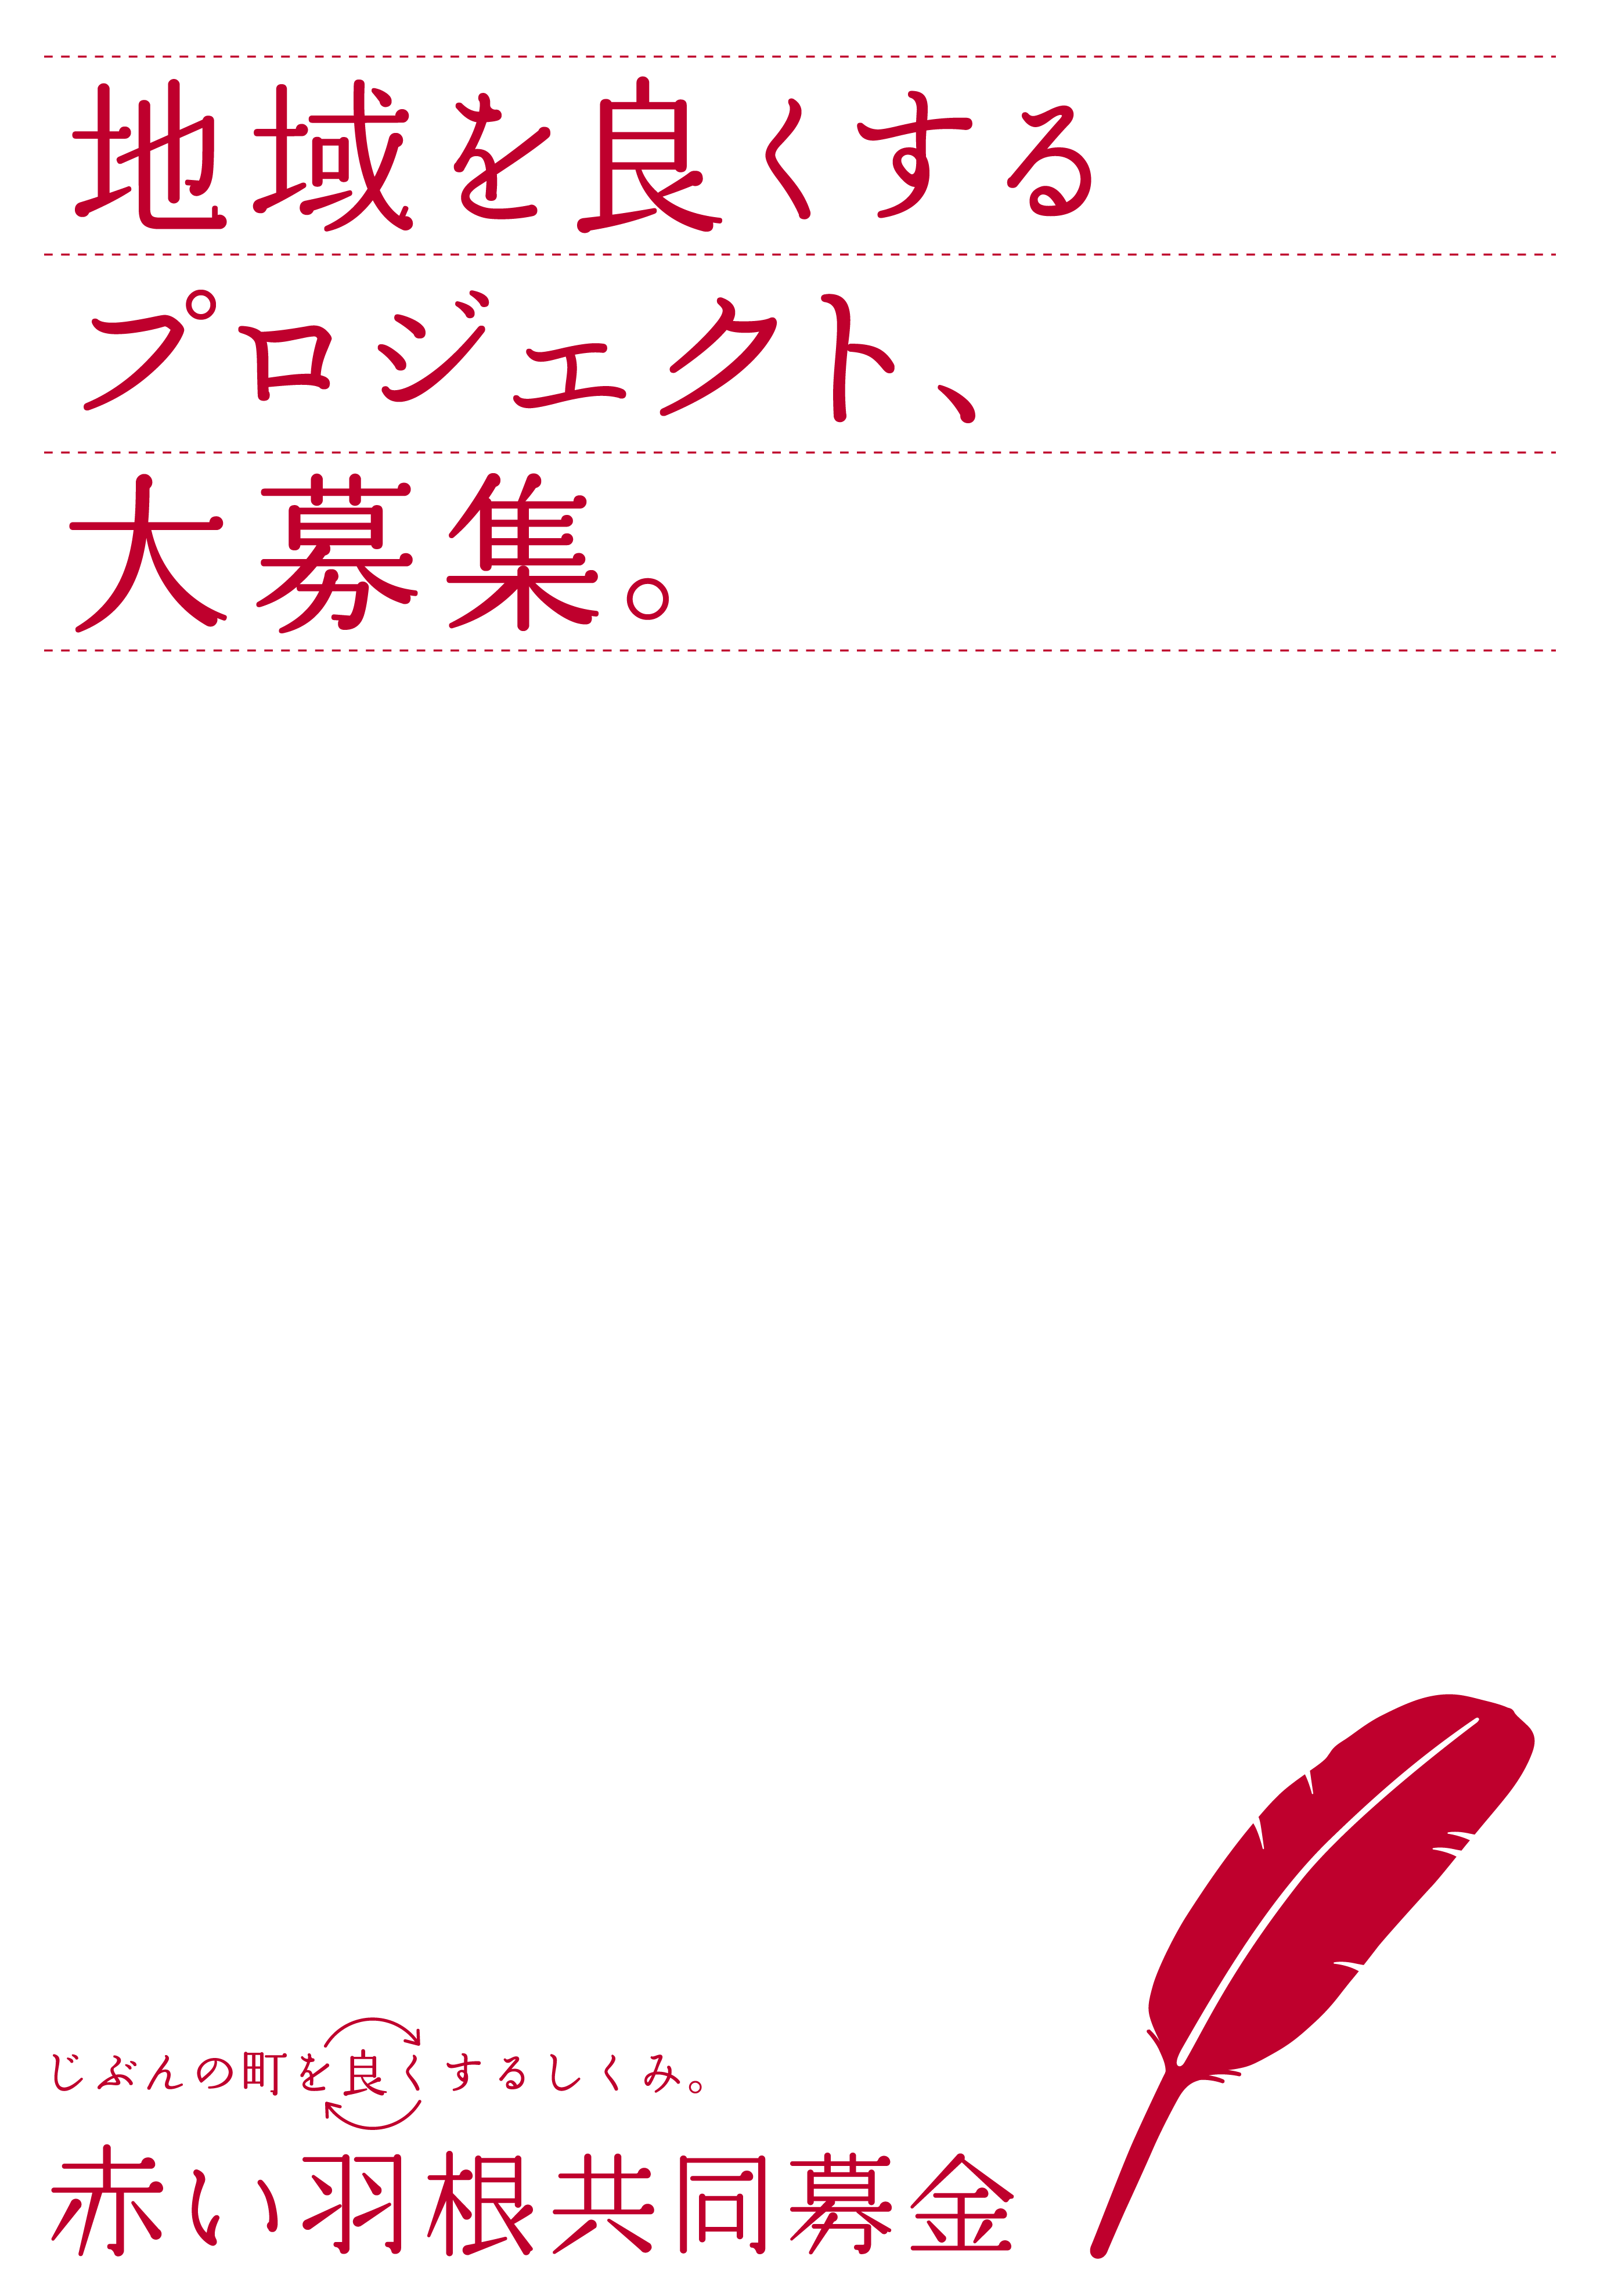 地域を良くする
プロジェクト、
大募集。
じぶんの町を良くするしくみ。
赤い羽根共同募金